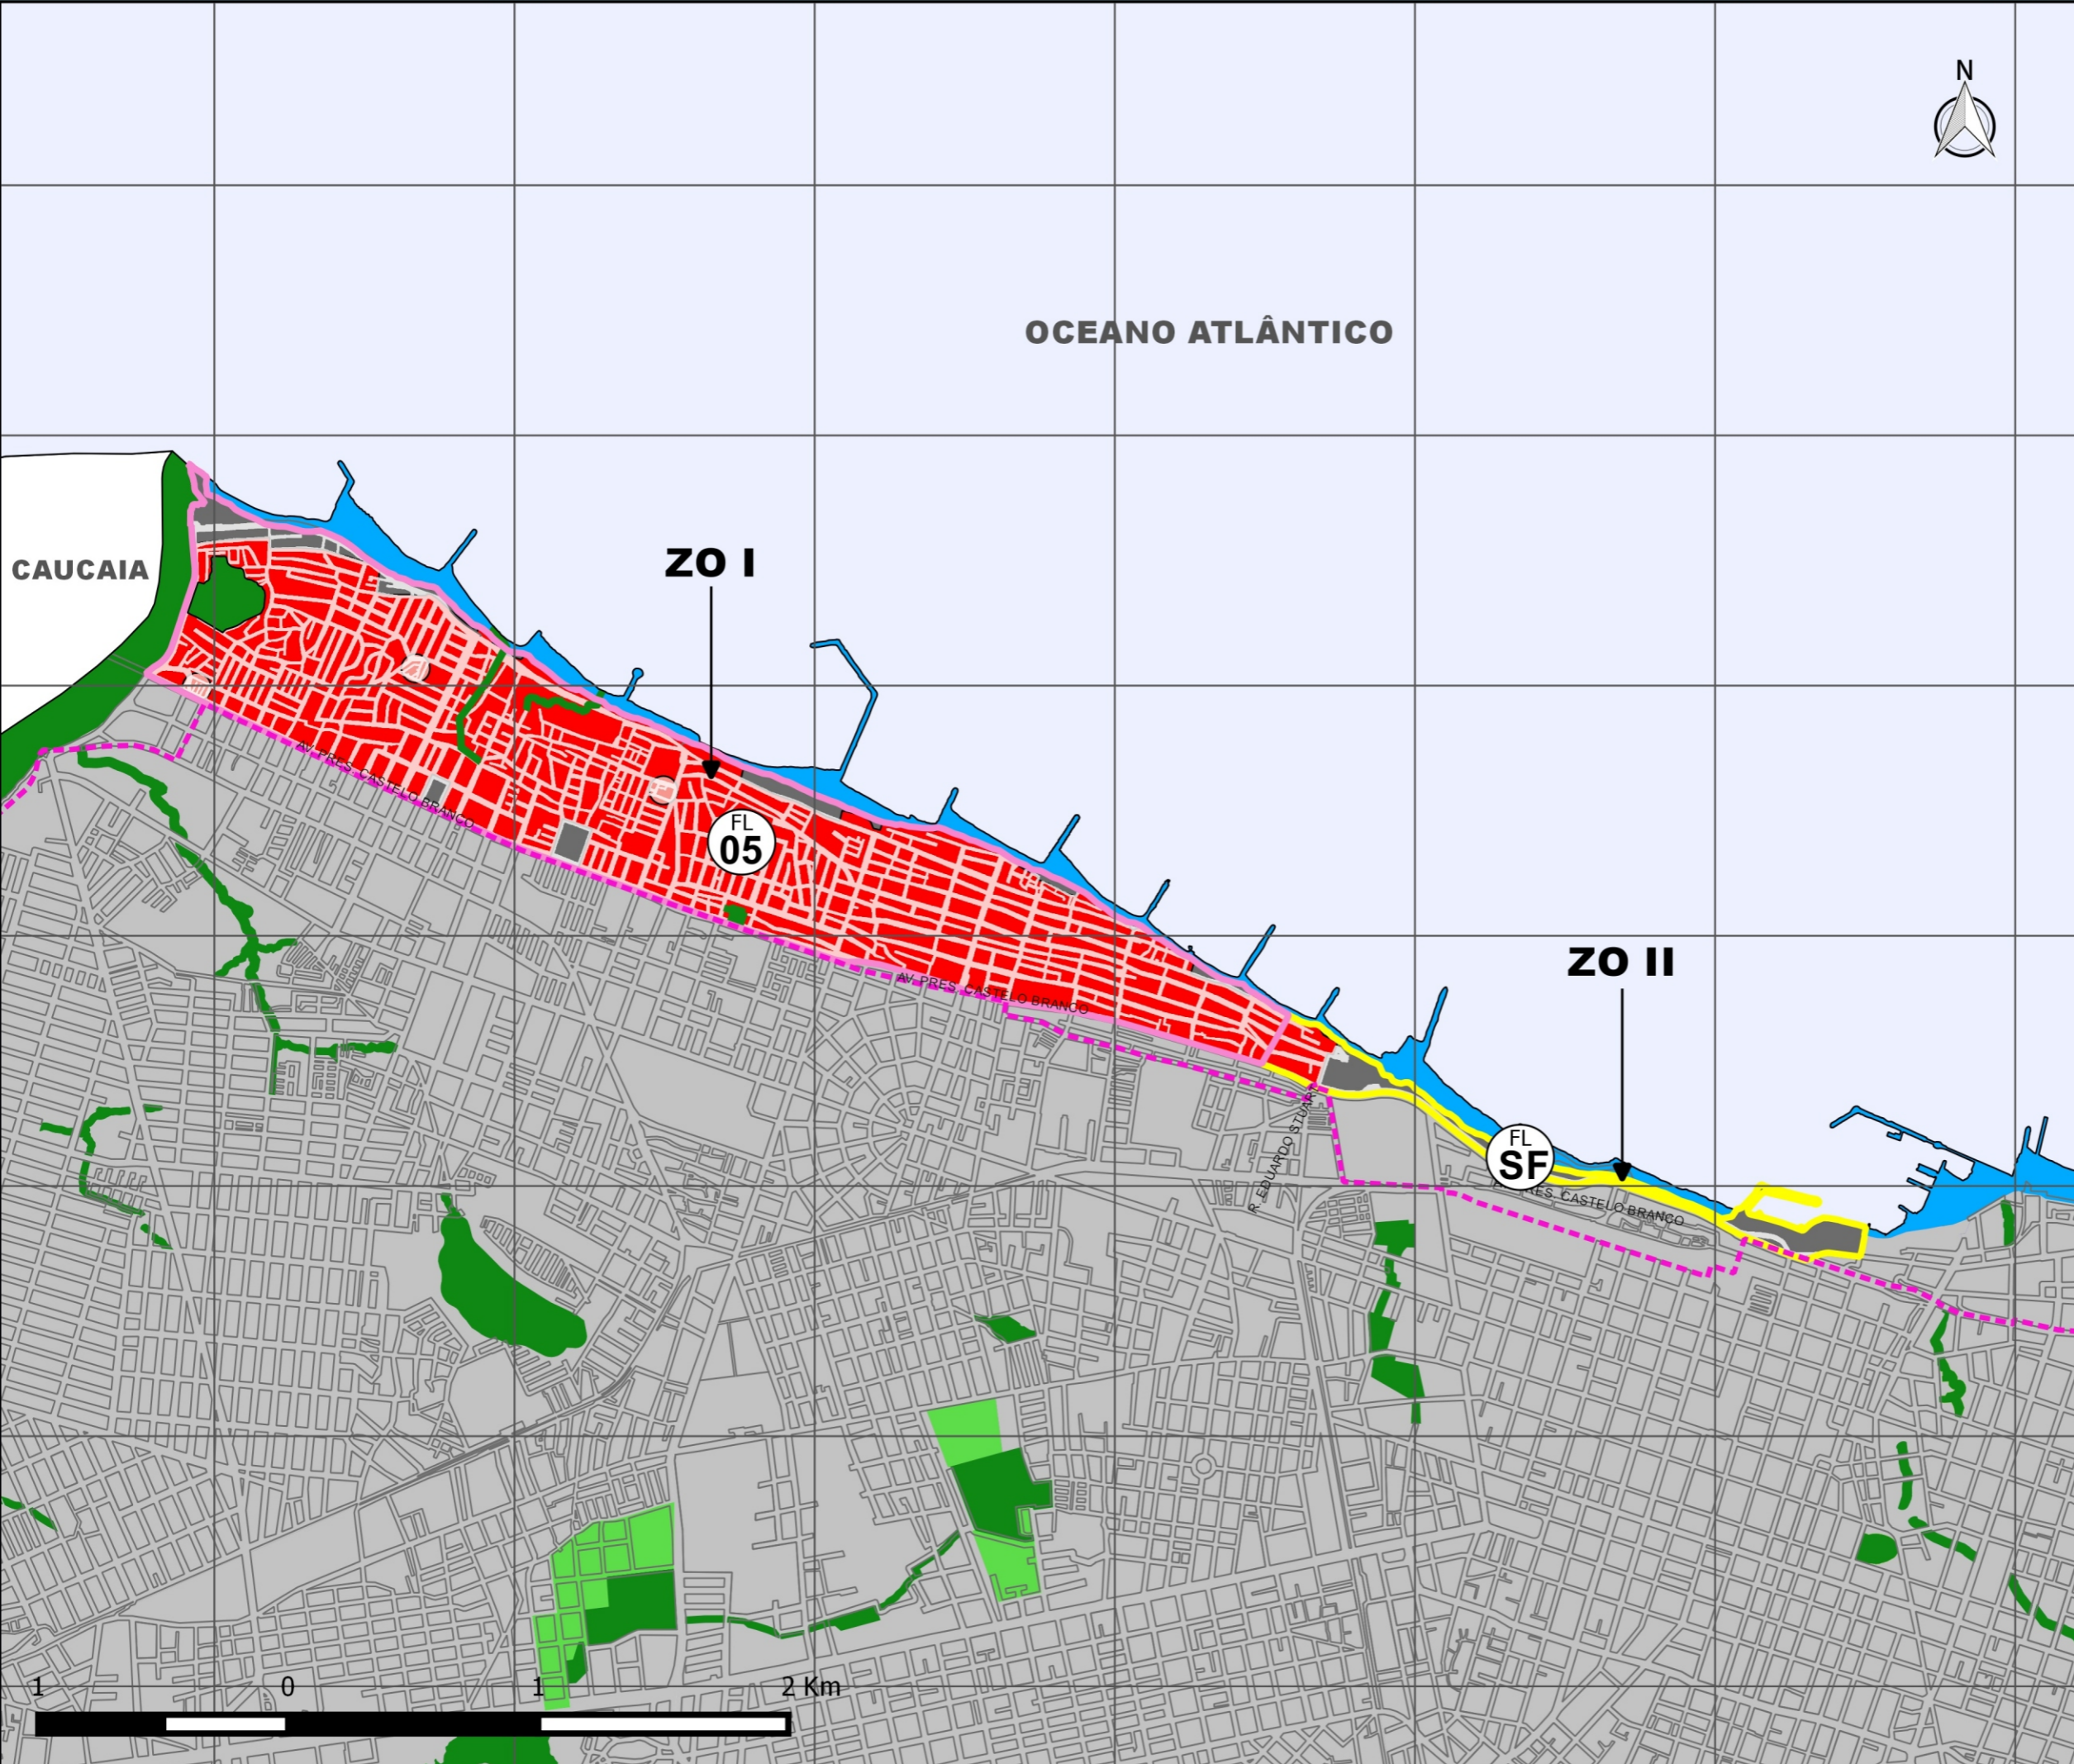 N
OCEANO ATLÂNTICO
CAUCAIA
ZO I
AV. PRES. CASTELO BRANCO
FL
05
ZO II
AV. PRES. CASTELO BRANCO
R. EDUARDO STUART
FL
SF
PRES. CASTELO BRANCO
1 0 1 2 Km